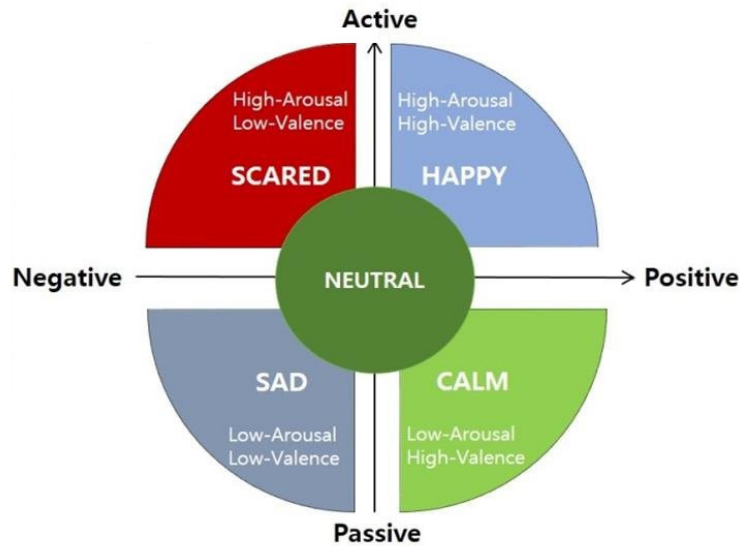 Active
High-Arousal
Low-Valence
SCARED
High-Arousal
High-Valence
HAPPY
Negative
NEUTRAL
Positive
SAD
Low-Arousal
Low-Valence
CALM
Low-Arousal
High-Valence
Passive